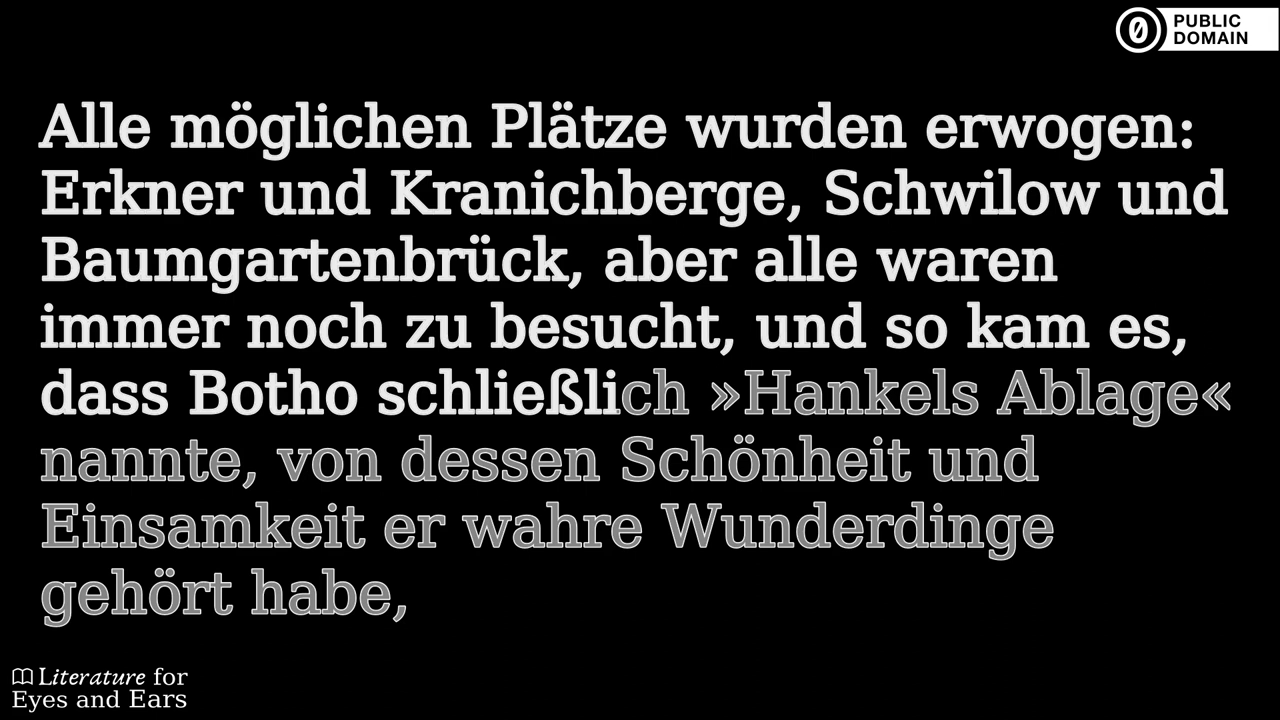 PUBLIC
DOMAIN
Alle möglichen Plätze wurden erwogen:
Erkner und Kranichberge, Schwilow und
Baumgartenbrück, aber alle waren
immer noch zu besucht, und so kam es,
dass Botho schließlich »Hankels Ablage«
nannte, von dessen Schönheit und
Einsamkeit er wahre Wunderdinge
gehört habe,
Literature for
Eyes and Ears